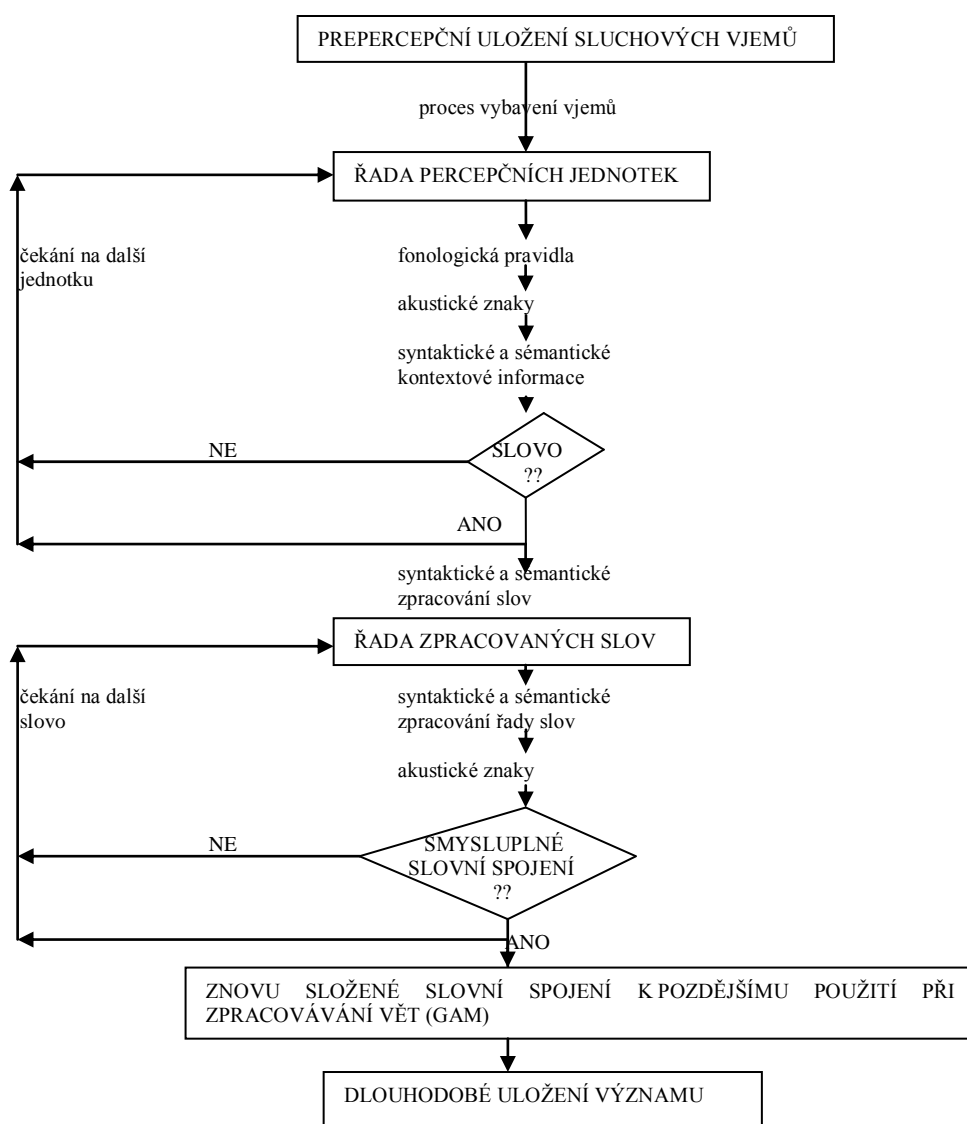 PREPERCEPČNÍ ULOŽENÍ SLUCHOVÝCH VJEMŮ
proces vybavení vjemů
ŘADA PERCEPČNÍCH JEDNOTEK
čekání na další
jednotku
fonologická pravidla
akustické znaky
syntaktické a sémantické
kontextové informace
NE
SLOVO
??
ANO
syntaktické a sémantické
zpracování slov
ŘADA ZPRACOVANÝCH SLOV
čekání na další
slovo
syntaktické a sémantické
zpracování řady slov
akustické znaky
NE
SMYSLUPLNÉ
SLOVNÍ SPOJENÍ
??
ANO
ZNOVU SLOŽENÉ SLOVNÍ SPOJENÍ K POZDĚJŠÍMU POUŽITÍ PŘI
ZPRACOVÁVÁNÍ VĚT (GAM)
DLOUHODOBÉ ULOŽENÍ VÝZNAMU